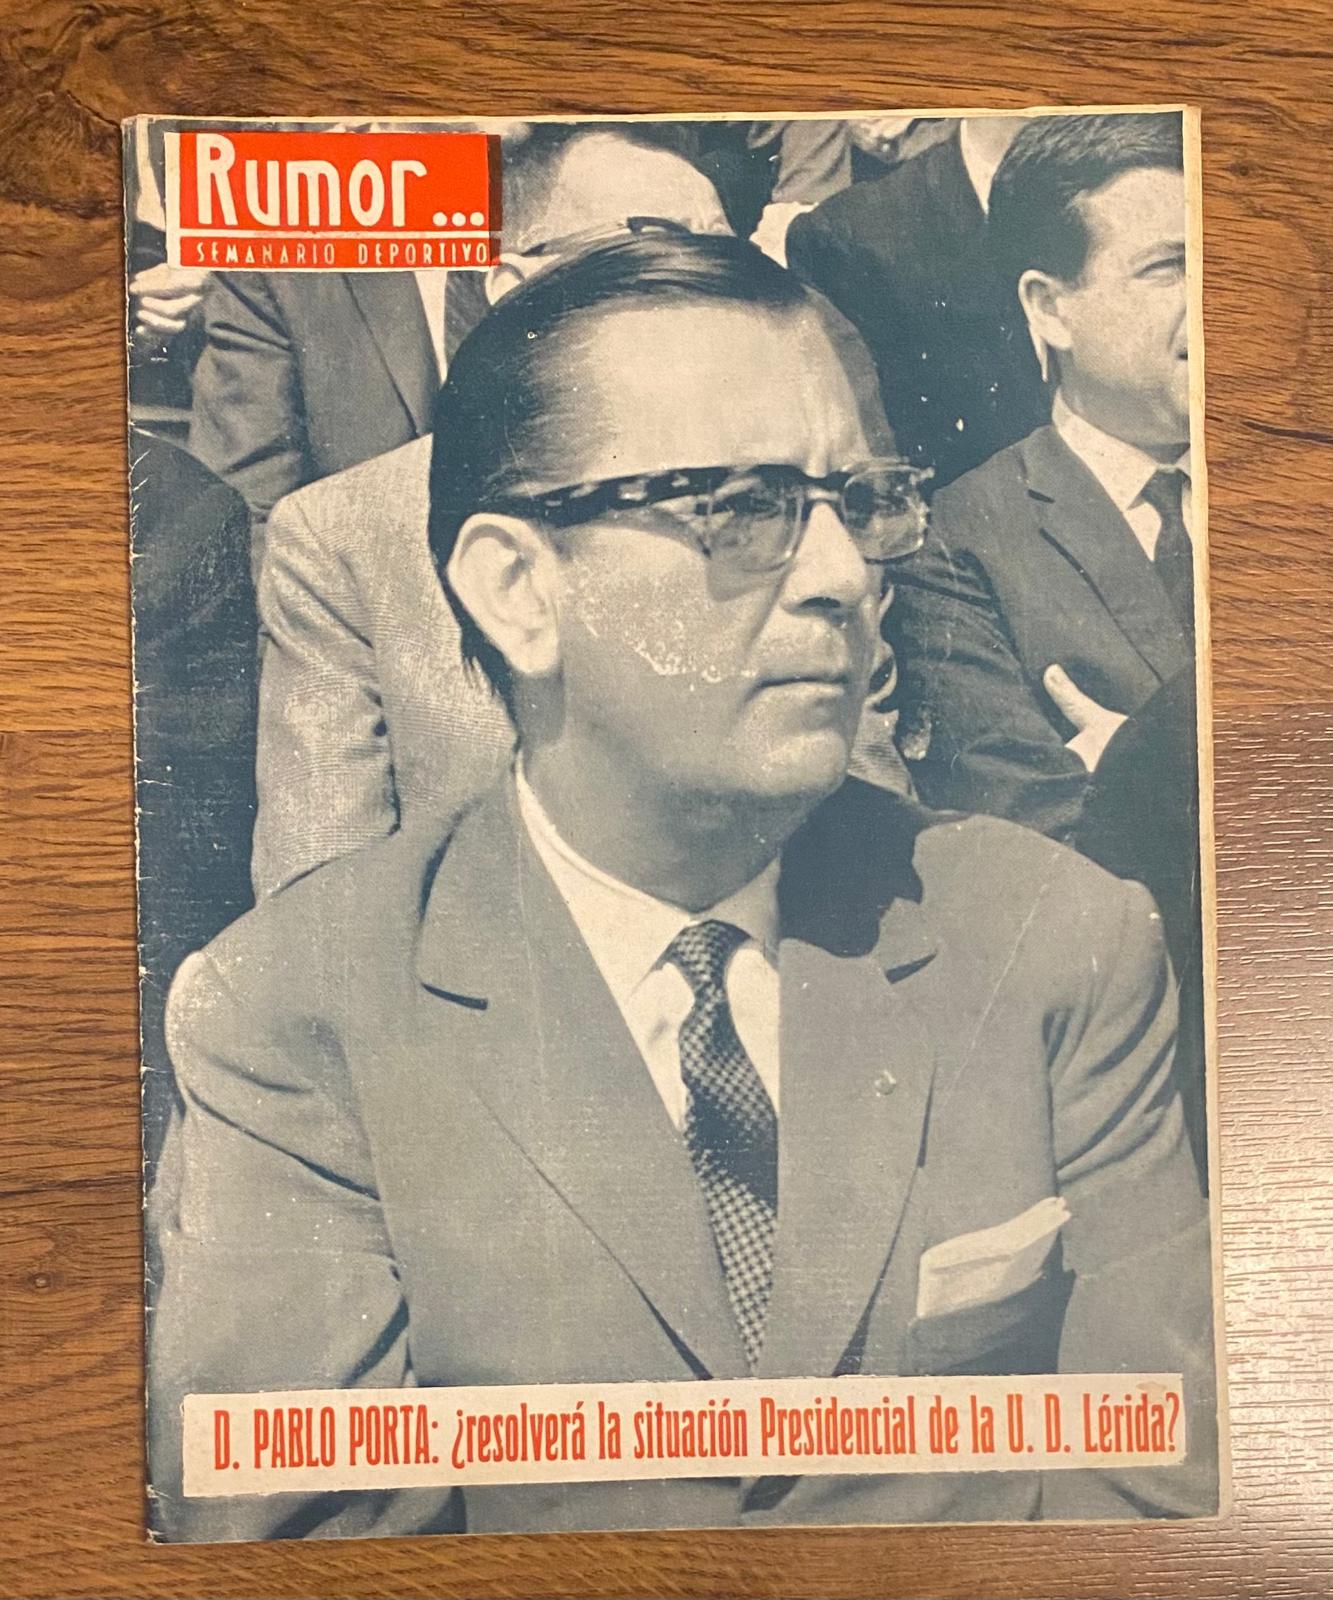 Rumor...
SEMANARIO DEPORTIVO
D. PABLO PORTA: ¿resolverá la situación Presidencial de la U. D. Lérida?